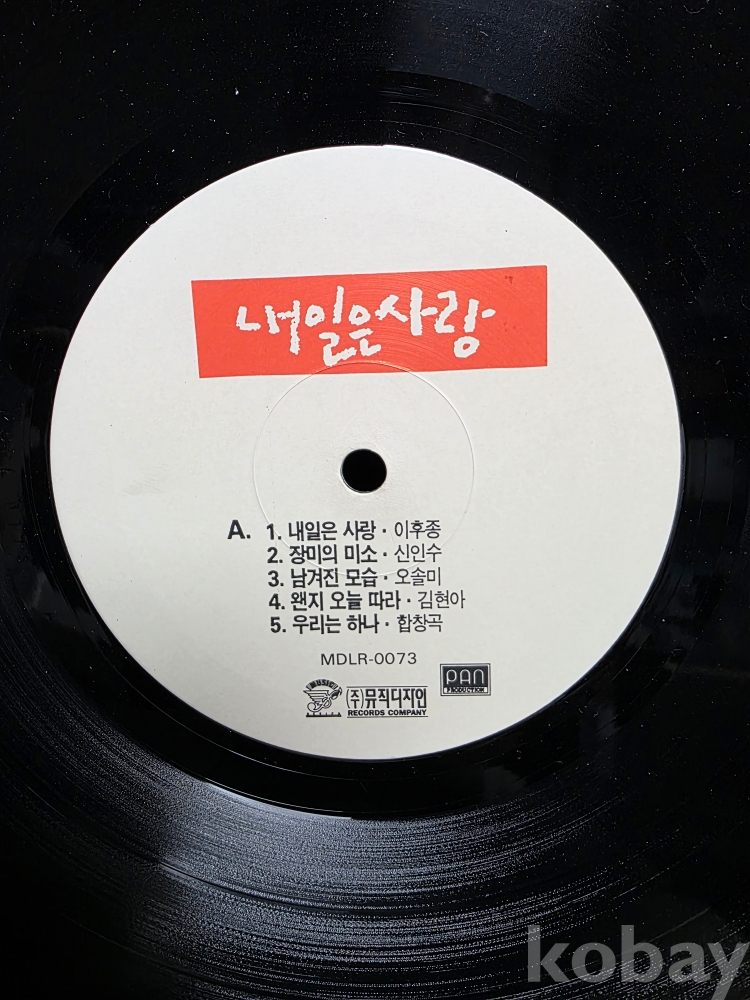 내일은사랑
A. 1. 내일은 사랑 · 이후종
2. 장미의 미소 · 신인수
3. 남겨진 모습 · 오솔미
4. 왠지 오늘 따라 · 김현아
5. 우리는 하나 · 합창곡
MDLR-0073
MUSIC
(주)뮤직디자인
RECORDS COMPANY
PAN
PRODUCTION
kobay